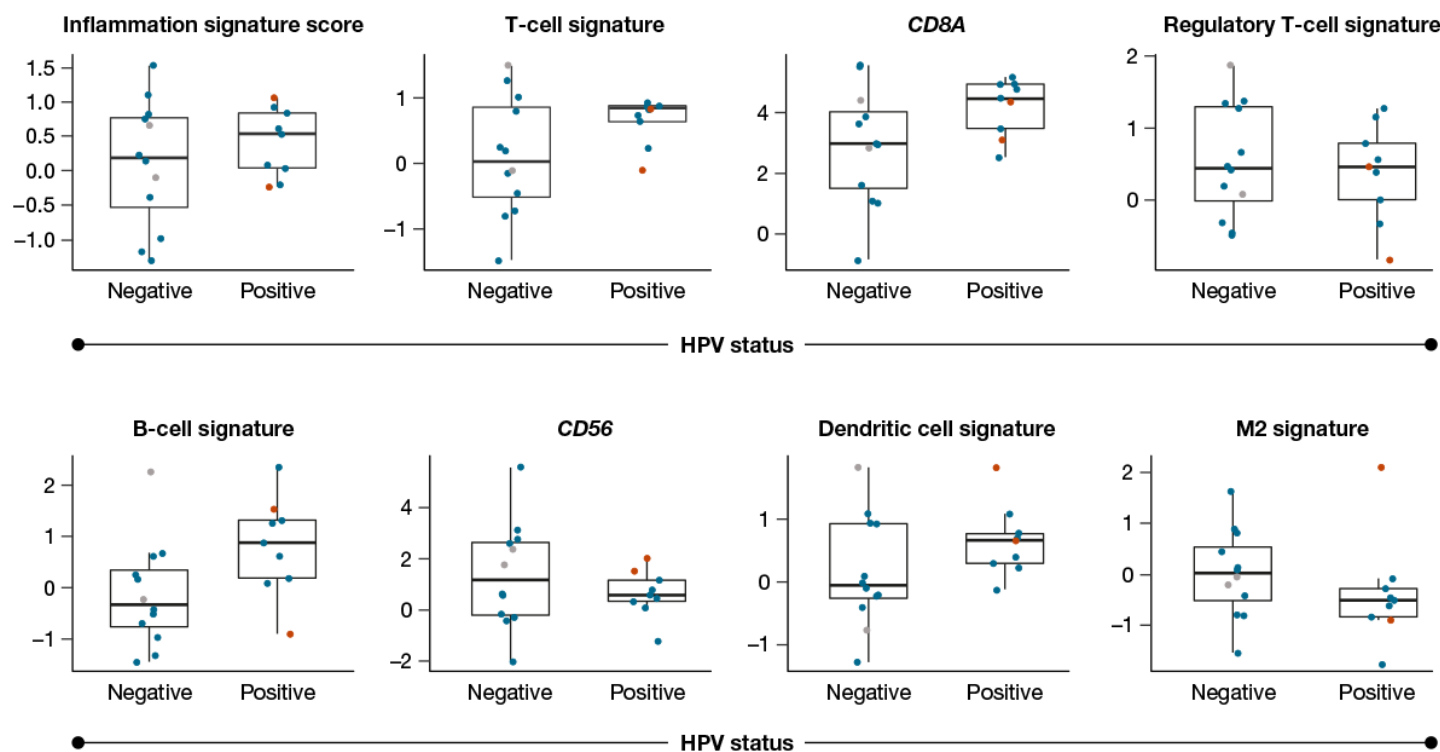 Inflammation signature score
T-cell signature
CD8A
Regulatory T-cell signature
1.5
1.0
0.5
0.0
−0.5
−1.0
Negative
Positive
1
0
−1
Negative
Positive
4
2
0
Negative
Positive
2
1
0
Negative
Positive
HPV status
B-cell signature
CD56
Dendritic cell signature
M2 signature
2
1
0
−1
Negative
Positive
4
2
0
−2
Negative
Positive
1
0
−1
Negative
Positive
2
1
0
−1
Negative
Positive
HPV status